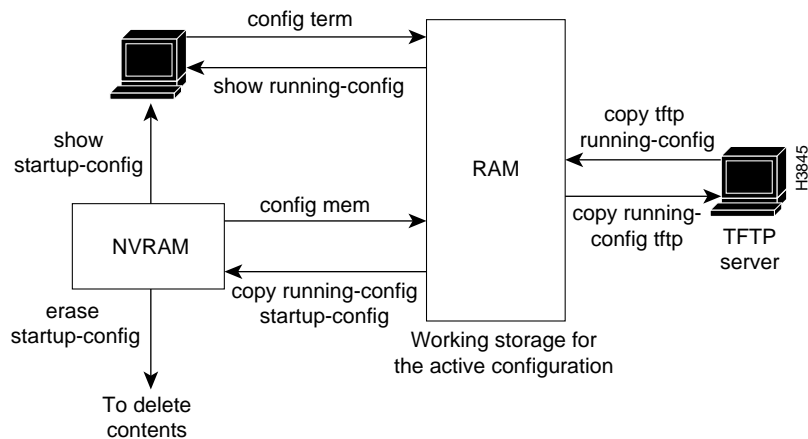 config term
show running-config
show
startup-config
copy tftp
running-config
H3845
RAM
config mem
copy running-
config tftp
TFTP
server
NVRAM
copy running-config
startup-config
erase
startup-config
Working storage for
the active configuration
To delete
contents